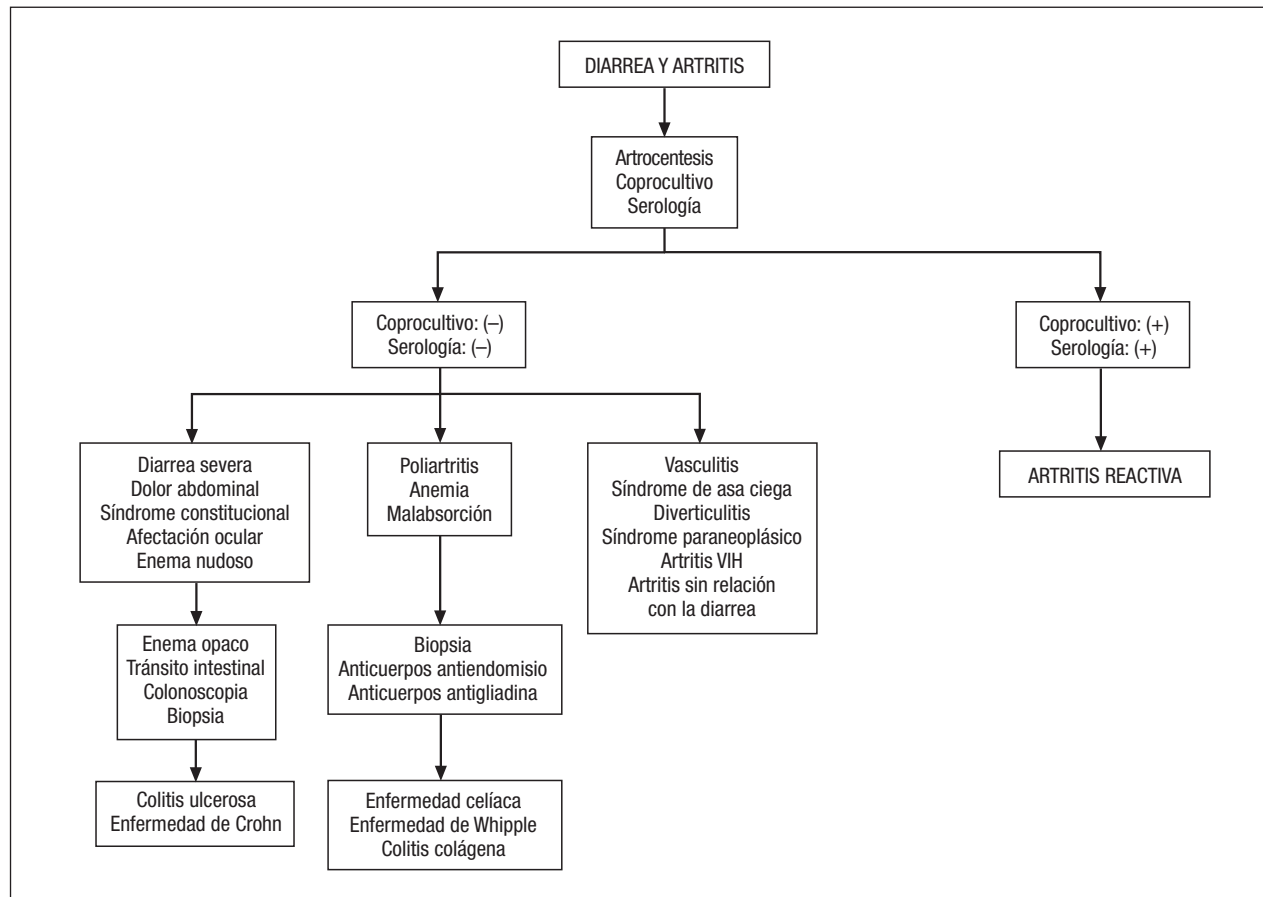 DIARREA Y ARTRITIS
Artrocentesis
Coprocultivo
Serología
Coprocultivo: (–)
Serología: (–)
Coprocultivo: (+)
Serología: (+)
Diarrea severa
Dolor abdominal
Síndrome constitucional
Afectación ocular
Enema nudoso
Poliartritis
Anemia
Malabsorción
Vasculitis
Síndrome de asa ciega
Diverticulitis
Síndrome paraneoplásico
Artritis VIH
Artritis sin relación
con la diarrea
ARTRITIS REACTIVA
Enema opaco
Tránsito intestinal
Colonoscopia
Biopsia
Biopsia
Anticuerpos antiendomisio
Anticuerpos antigliadina
Colitis ulcerosa
Enfermedad de Crohn
Enfermedad celíaca
Enfermedad de Whipple
Colitis colágena